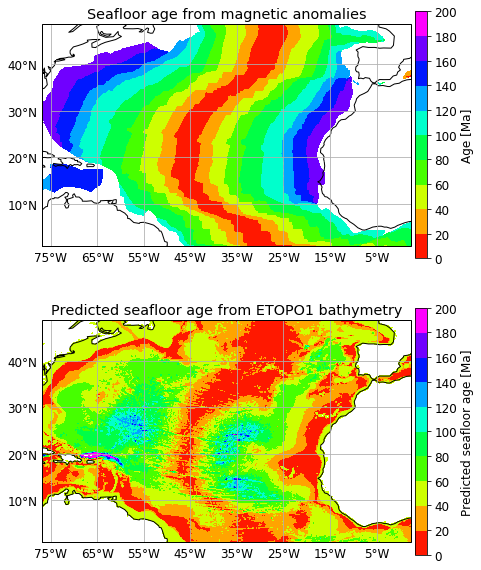 Seafloor age from magnetic anomalies
40°N
30°N
20°N
10°N
75°W 65°W 55°W 45°W 35°W 25°W 15°W 5°W
200
180
160
140
120
100
80
60
40
20
0
Age [Ma]
Predicted seafloor age from ETOPO1 bathymetry
40°N
30°N
20°N
10°N
75°W 65°W 55°W 45°W 35°W 25°W 15°W 5°W
200
180
160
140
120
100
80
60
40
20
0
Predicted seafloor age [Ma]